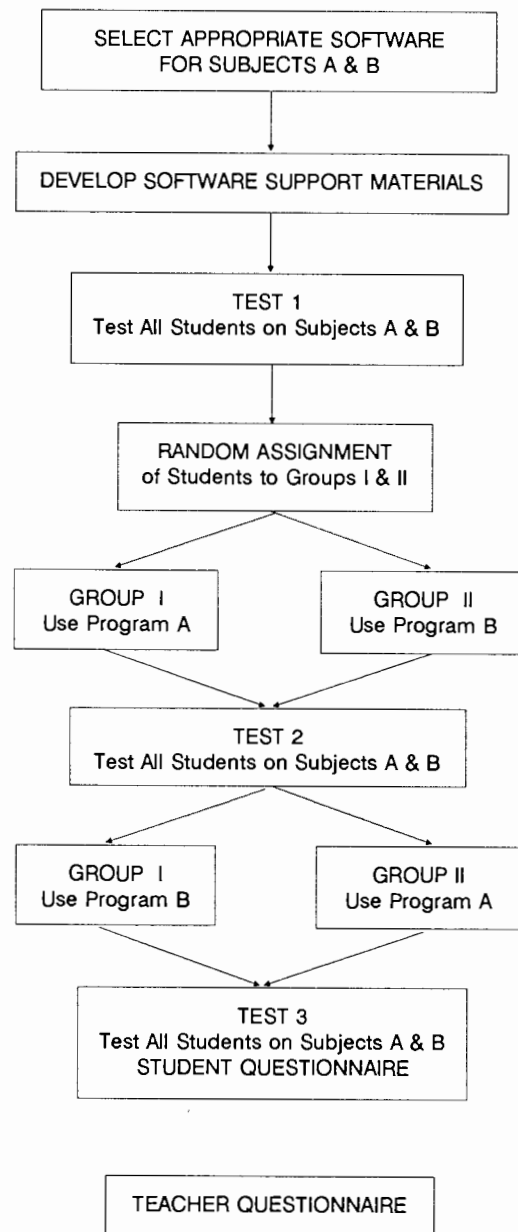 SELECT APPROPRIATE SOFTWARE
FOR SUBJECTS A & B
DEVELOP SOFTWARE SUPPORT MATERIALS
TEST 1
Test All Students on Subjects A & B
RANDOM ASSIGNMENT
of Students to Groups I & II
GROUP I
Use Program A
GROUP II
Use Program B
TEST 2
Test All Students on Subjects A & B
GROUP I
Use Program B
GROUP II
Use Program A
TEST 3
Test All Students on Subjects A & B
STUDENT QUESTIONNAIRE
TEACHER QUESTIONNAIRE